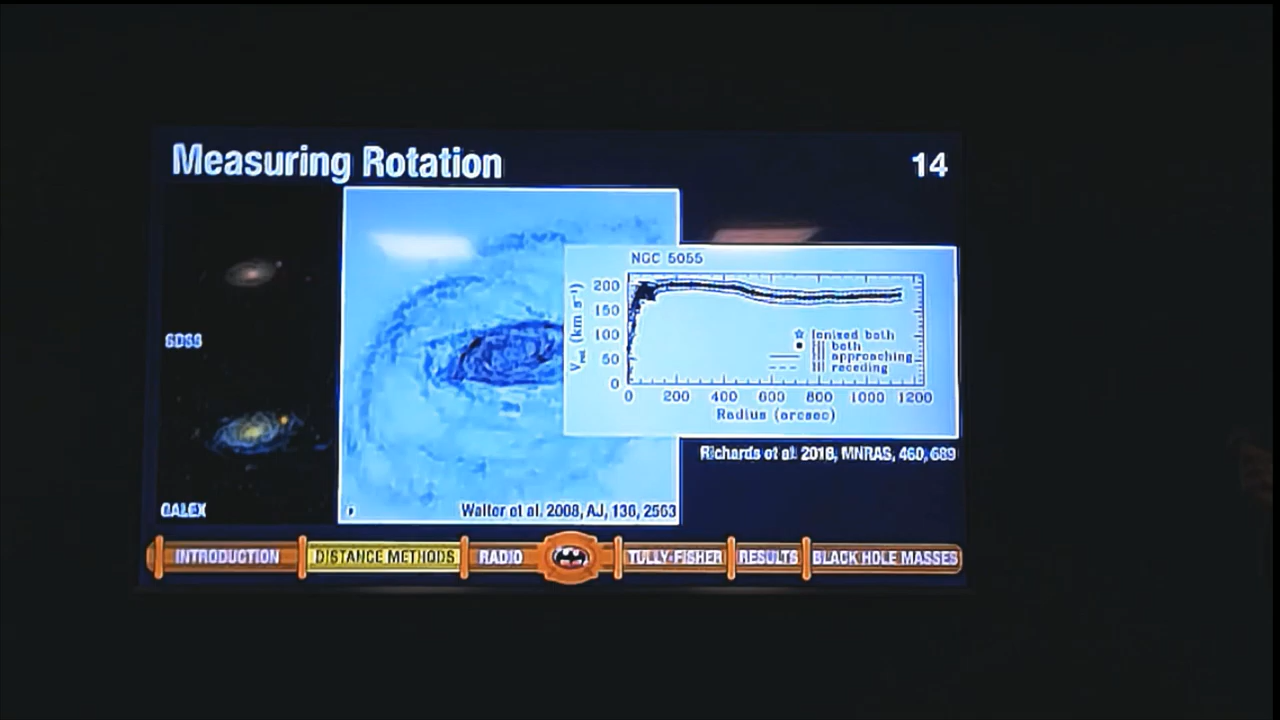 Measuring Rotation
14
SDSS
GALEX
Walter et al. 2008, AJ, 136, 2563
NGC 5055
200
150
100
50
0
0 200 400 600 800 1000 1200
Radius (arcsec)
(km s⁻¹)
Ionized both
both
approaching
receding
Richards et al. 2016, MNRAS, 460, 689
INTRODUCTION
DISTANCE METHODS
RADIO
TULLY-FISHER
RESULTS
BLACK HOLE MASSES